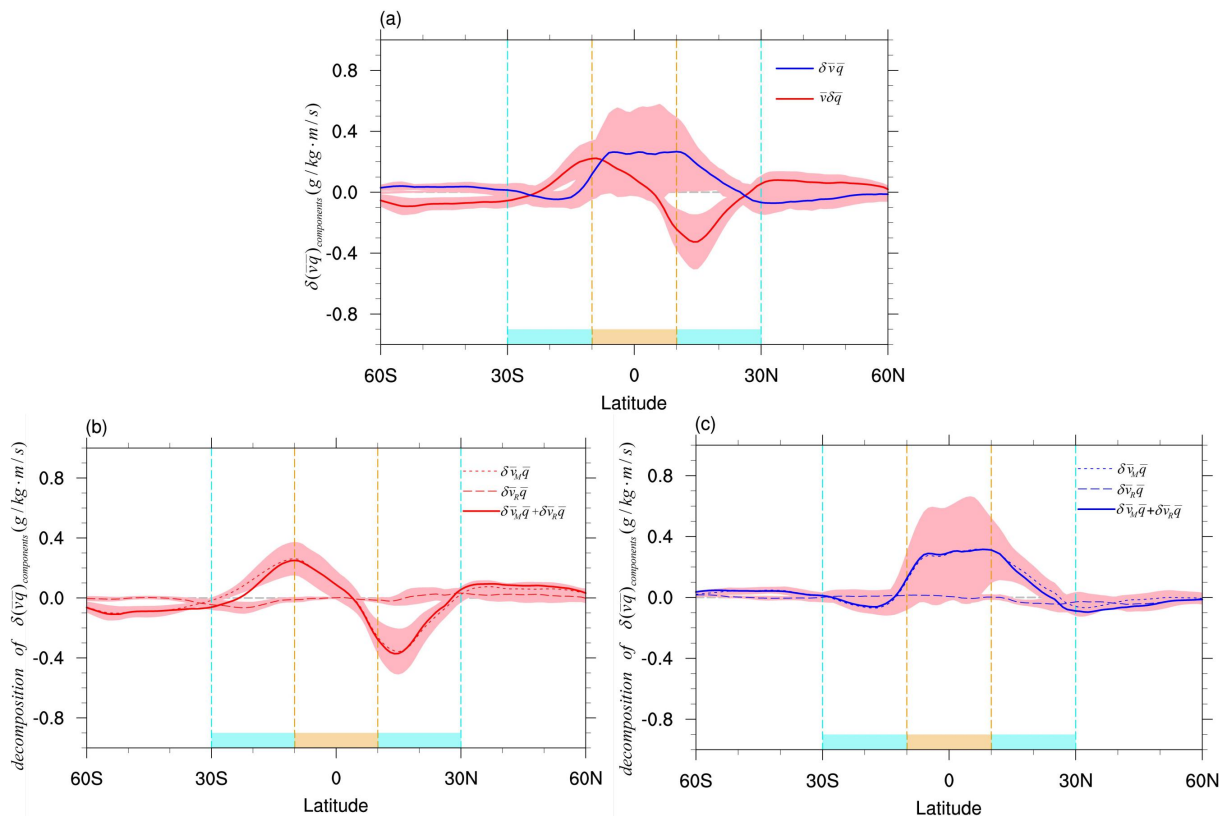 (a)
0.8
0.4
0.0
-0.4
-0.8
δ(v̅q̅)components (g / kg · m / s)
δv̅q̅
v̅δq̅
60S 30S 0 30N 60N
Latitude
(b)
0.8
0.4
0.0
-0.4
-0.8
decomposition of δ(v̅q̅)components (g / kg · m / s)
δv̅Mq̅
δv̅Rq̅
δv̅Mq̅+δv̅Rq̅
60S 30S 0 30N 60N
Latitude
(c)
0.8
0.4
0.0
-0.4
-0.8
decomposition of δ(v̅q̅)components (g / kg · m / s)
δv̅Mq̅
δv̅Rq̅
δv̅Mq̅+δv̅Rq̅
60S 30S 0 30N 60N
Latitude